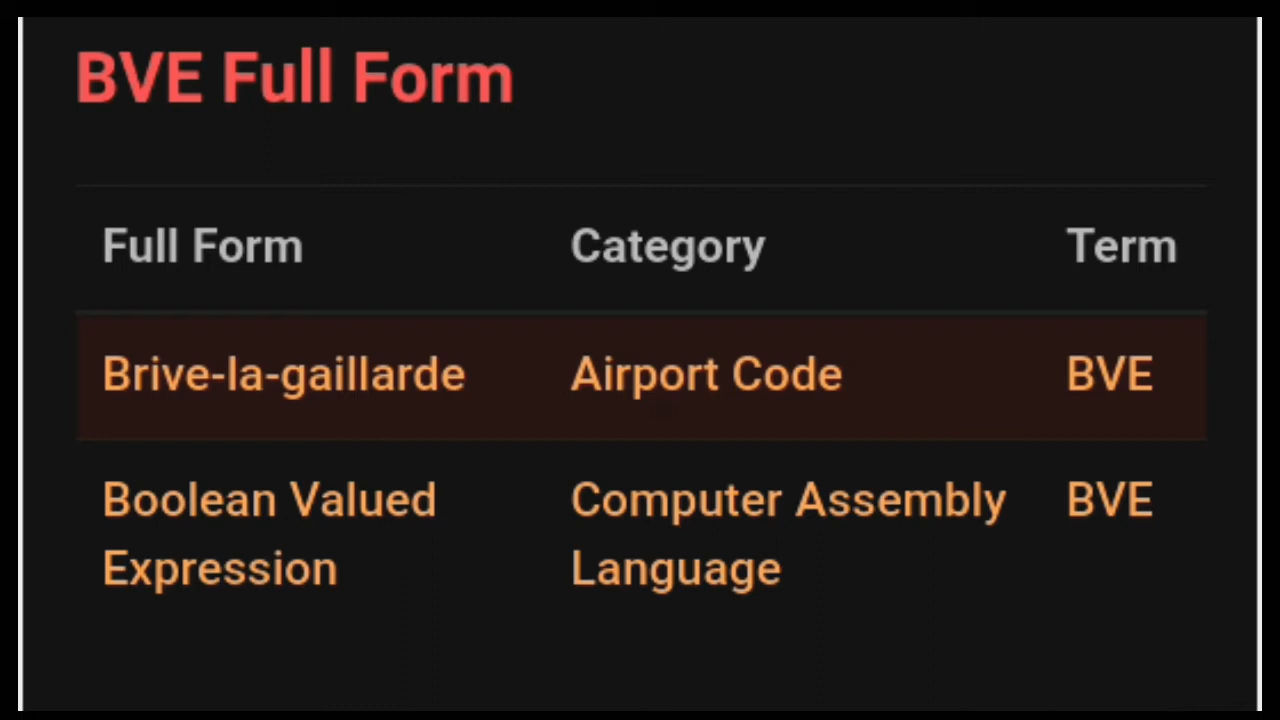 BVE Full Form
Full Form Category Term
Brive-la-gaillarde Airport Code BVE
Boolean Valued Computer Assembly BVE
Expression Language